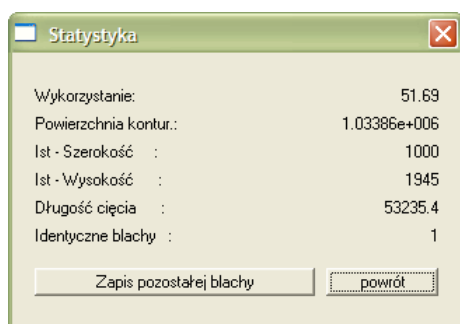 Statystyka
Wykorzystanie: 51.69
Powierzchnia kontur.: 1.03386e+006
Ist - Szerokość : 1000
Ist - Wysokość : 1945
Długość cięcia : 53235.4
Identyczne blachy : 1
Zapis pozostałej blachy powrót